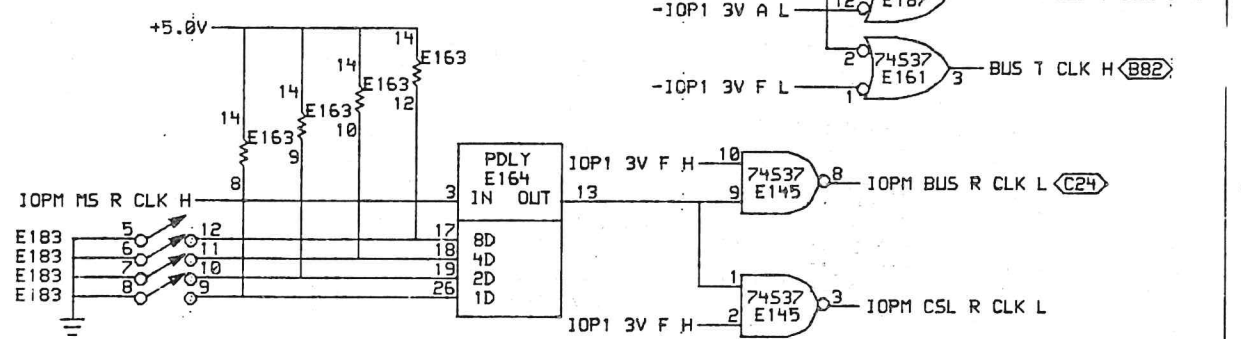 -IOP1 3V A L 12 E187
+5.0V
14 E163 12
14 E163 10
14 E163 9
14 E163 8
2 74S37 E161 3 BUS T CLK H B82
-IOP1 3V F L 1
PDLY
E164
IN OUT
8D
4D
2D
1D
IOPM MS R CLK H 3
13
E183 5 12 17
E183 6 11 18
E183 7 10 19
E183 8 9 26
IOP1 3V F H 10
9 74S37 E145 8 IOPM BUS R CLK L C24
1 74S37 E145 3 IOPM CSL R CLK L
IOP1 3V F H 2